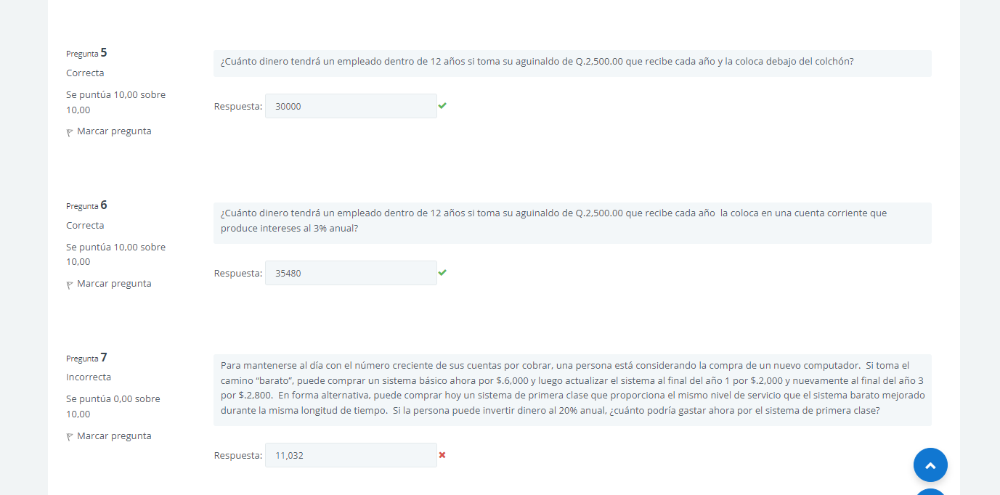 Pregunta 5
Correcta
Se puntúa 10,00 sobre
10,00
Marcar pregunta
¿Cuánto dinero tendrá un empleado dentro de 12 años si toma su aguinaldo de Q.2,500.00 que recibe cada año y la coloca debajo del colchón?
Respuesta: 30000
Pregunta 6
Correcta
Se puntúa 10,00 sobre
10,00
Marcar pregunta
¿Cuánto dinero tendrá un empleado dentro de 12 años si toma su aguinaldo de Q.2,500.00 que recibe cada año  la coloca en una cuenta corriente que
produce intereses al 3% anual?
Respuesta: 35480
Pregunta 7
Incorrecta
Se puntúa 0,00 sobre
10,00
Marcar pregunta
Para mantenerse al día con el número creciente de sus cuentas por cobrar, una persona está considerando la compra de un nuevo computador.  Si toma el
camino “barato”, puede comprar un sistema básico ahora por $.6,000 y luego actualizar el sistema al final del año 1 por $.2,000 y nuevamente al final del año 3
por $.2,800.  En forma alternativa, puede comprar hoy un sistema de primera clase que proporciona el mismo nivel de servicio que el sistema barato mejorado
durante la misma longitud de tiempo.  Si la persona puede invertir dinero al 20% anual, ¿cuánto podría gastar ahora por el sistema de primera clase?
Respuesta: 11,032